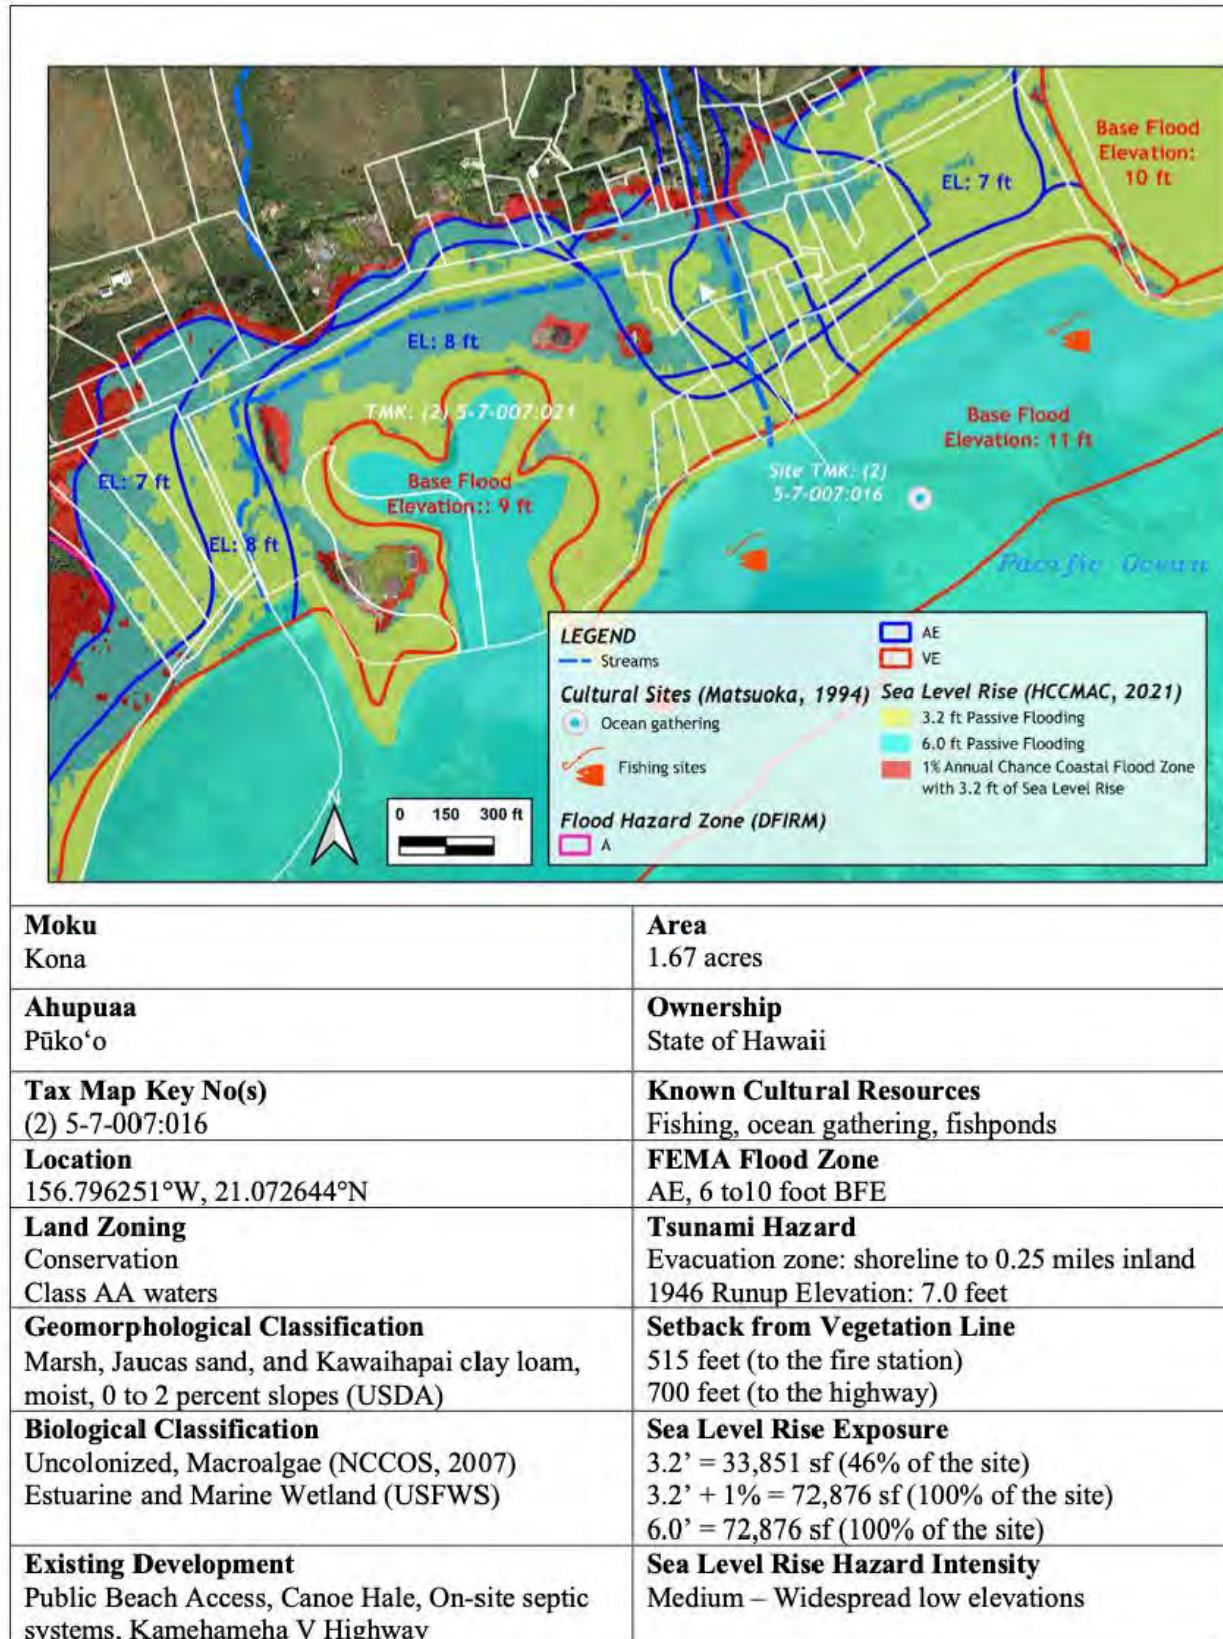 Base Flood
Elevation:
10 ft
EL: 7 ft
EL: 8 ft
TMK: (2) 5-7-007:021
Base Flood
Elevation: 11 ft
Base Flood
Elevation:: 9 ft
Site TMK: (2)
5-7-007:016
EL: 7 ft
EL: 8 ft
Pacific Ocean
N
0 150 300 ft
LEGEND
Streams
Cultural Sites (Matsuoka, 1994)
Ocean gathering
Fishing sites
Flood Hazard Zone (DFIRM)
A
AE
VE
Sea Level Rise (HCCMAC, 2021)
3.2 ft Passive Flooding
6.0 ft Passive Flooding
1% Annual Chance Coastal Flood Zone
with 3.2 ft of Sea Level Rise
Moku
Kona
Area
1.67 acres
Ahupuaa
Pūko‘o
Ownership
State of Hawaii
Tax Map Key No(s)
(2) 5-7-007:016
Known Cultural Resources
Fishing, ocean gathering, fishponds
Location
156.796251°W, 21.072644°N
FEMA Flood Zone
AE, 6 to10 foot BFE
Land Zoning
Conservation
Class AA waters
Tsunami Hazard
Evacuation zone: shoreline to 0.25 miles inland
1946 Runup Elevation: 7.0 feet
Geomorphological Classification
Marsh, Jaucas sand, and Kawaihapai clay loam,
moist, 0 to 2 percent slopes (USDA)
Setback from Vegetation Line
515 feet (to the fire station)
700 feet (to the highway)
Biological Classification
Uncolonized, Macroalgae (NCCOS, 2007)
Estuarine and Marine Wetland (USFWS)
Sea Level Rise Exposure
3.2’ = 33,851 sf (46% of the site)
3.2’ + 1% = 72,876 sf (100% of the site)
6.0’ = 72,876 sf (100% of the site)
Existing Development
Public Beach Access, Canoe Hale, On-site septic
systems, Kamehameha V Highway
Sea Level Rise Hazard Intensity
Medium – Widespread low elevations